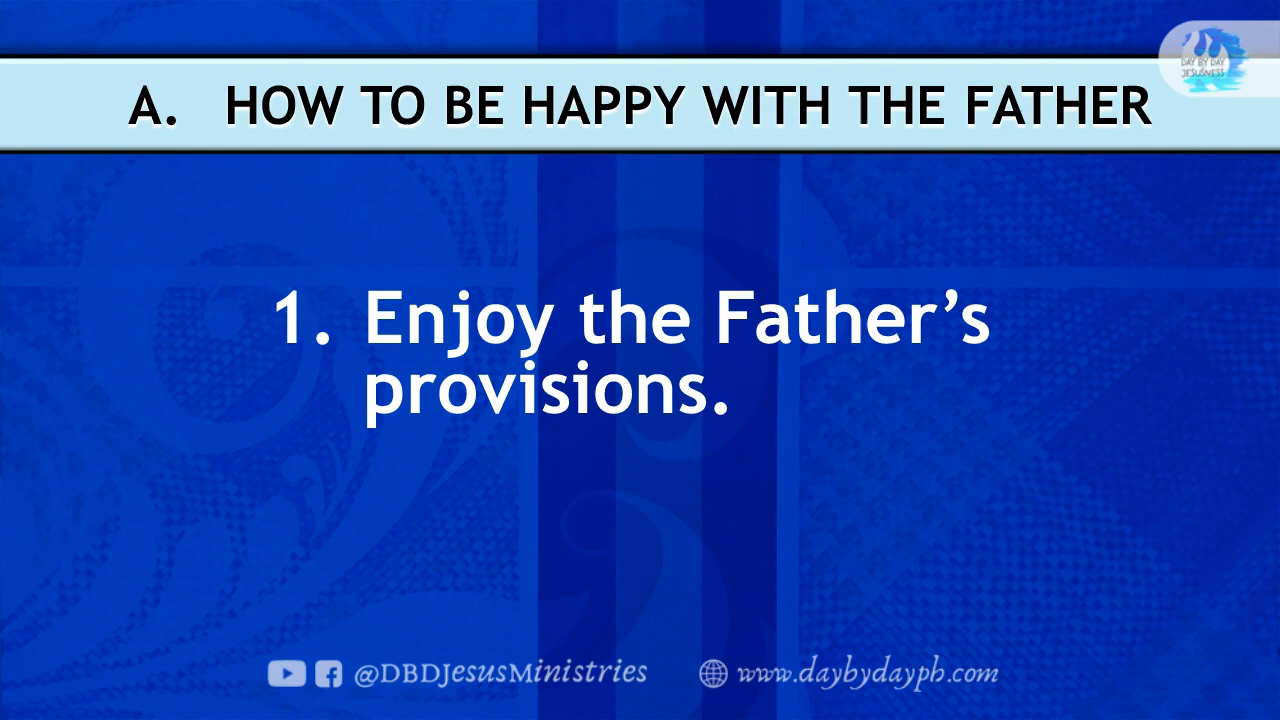 DAY BY DAY
JESUSNESS
A. HOW TO BE HAPPY WITH THE FATHER
1. Enjoy the Father’s
provisions.
@DBDJesusMinistries www.daybydayph.com